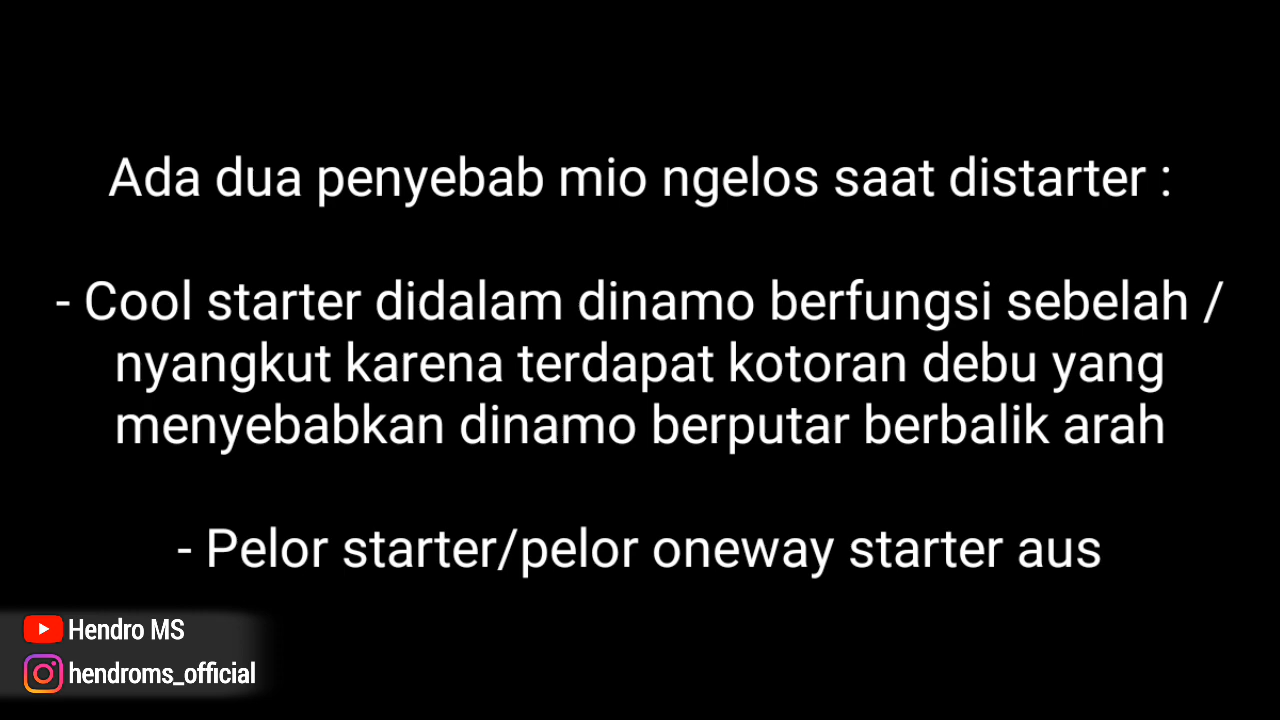 Ada dua penyebab mio ngelos saat distarter :
- Cool starter didalam dinamo berfungsi sebelah /
nyangkut karena terdapat kotoran debu yang
menyebabkan dinamo berputar berbalik arah
- Pelor starter/pelor oneway starter aus
Hendro MS
hendroms_official